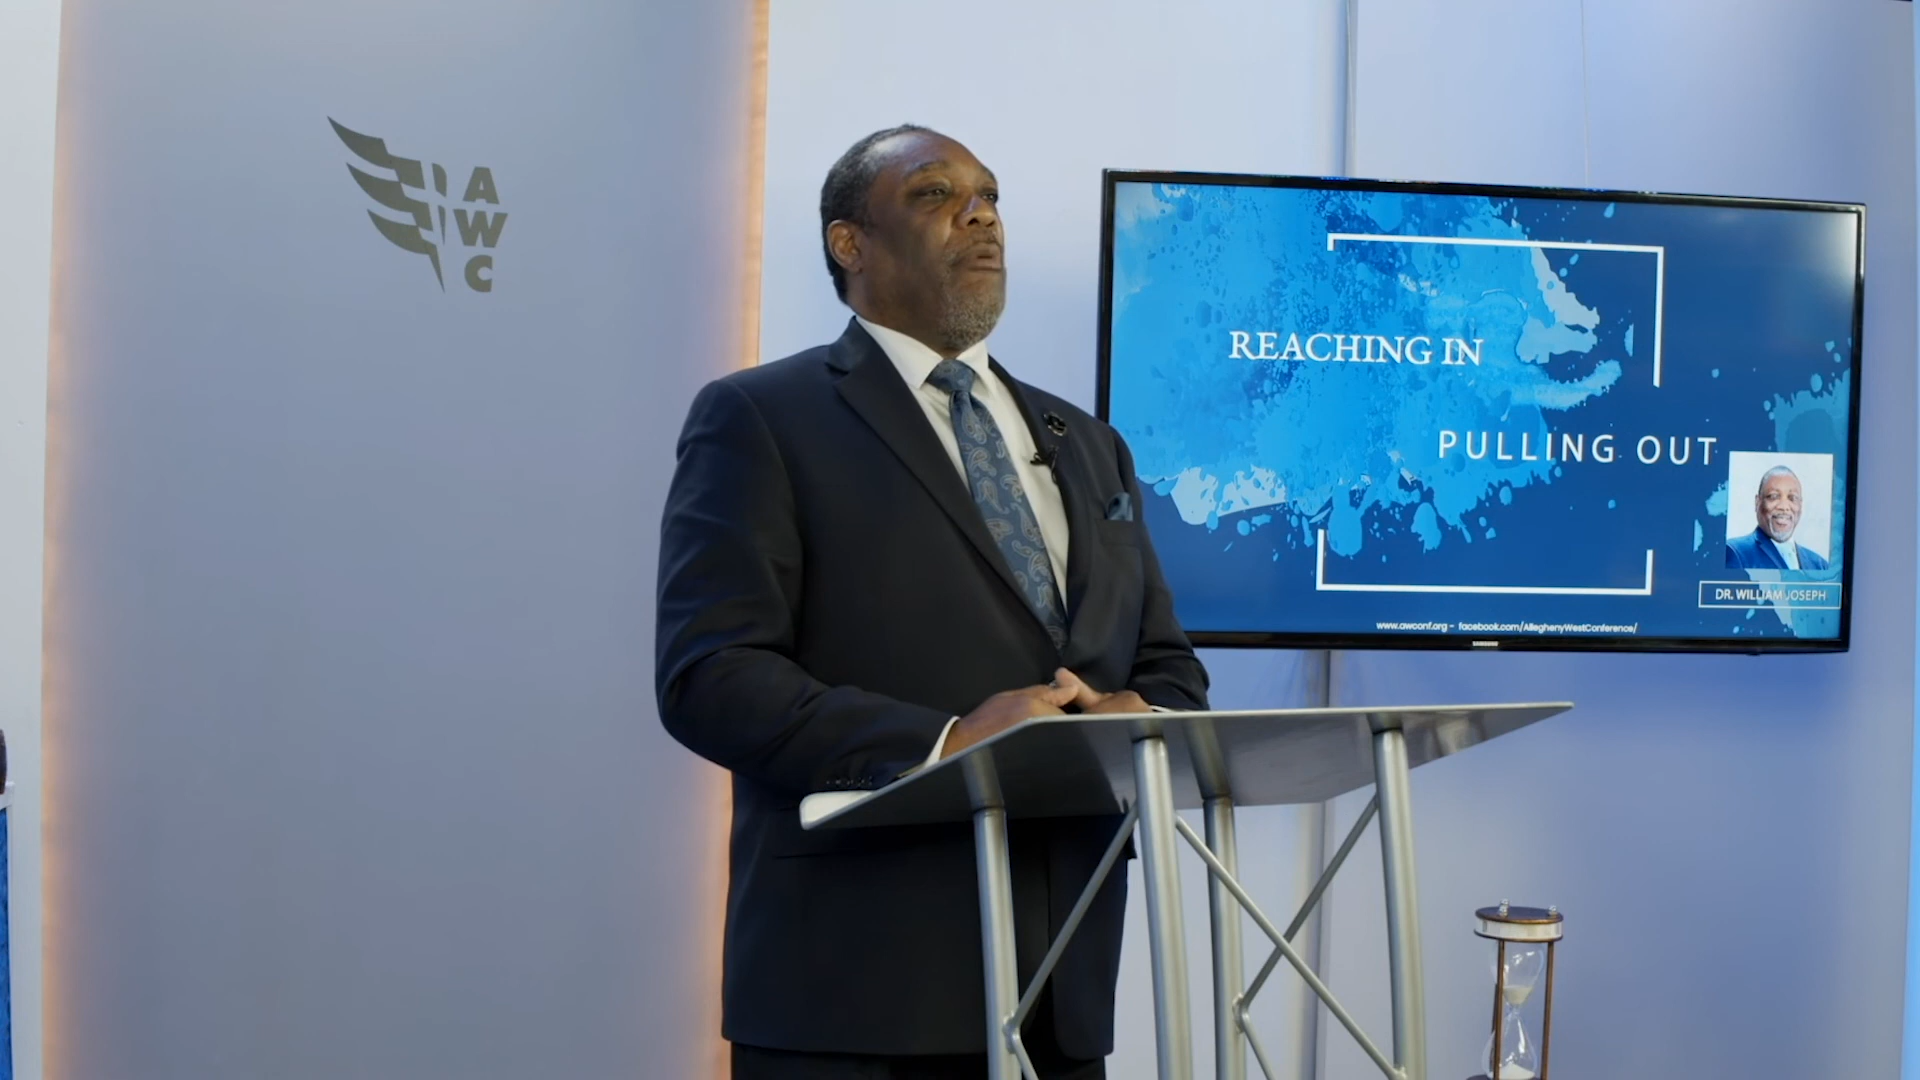 A
W
C
REACHING IN
PULLING OUT
DR. WILLIAM JOSEPH
www.awconf.org - facebook.com/AlleghenyWestConference/
SAMSUNG